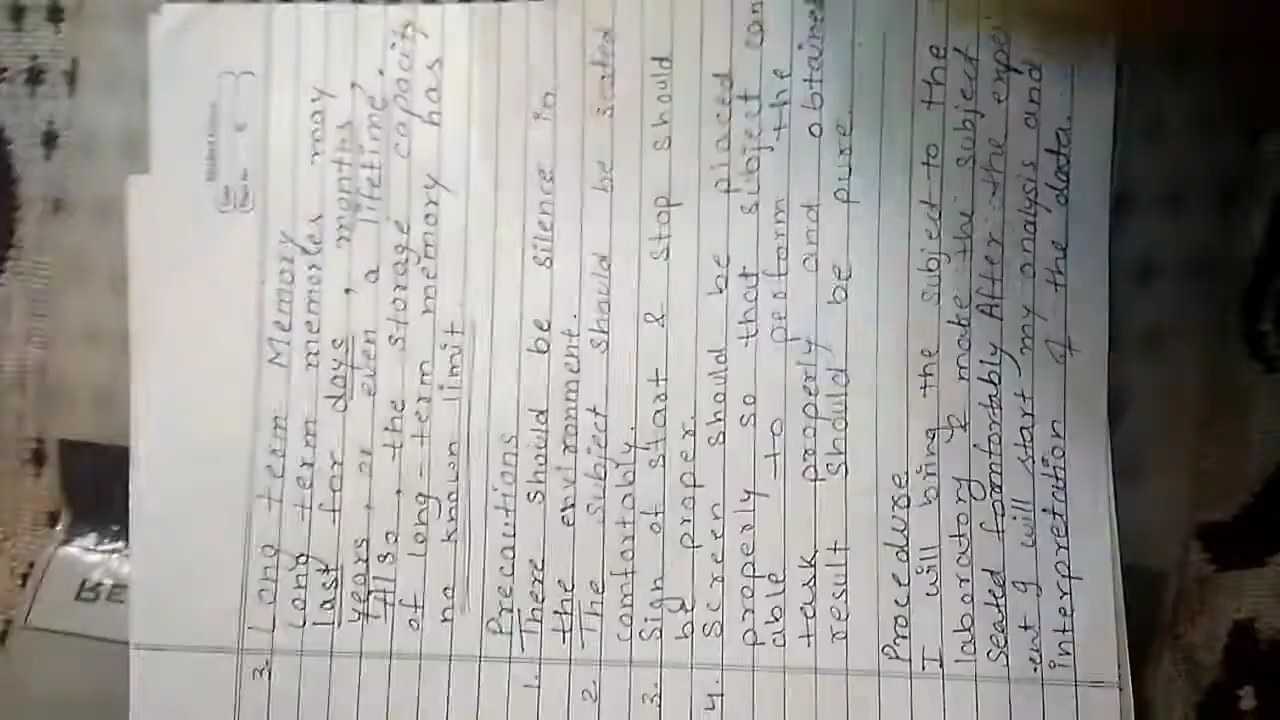 3. Long term Memory
Long term memories may
last for days, months
years, or even a lifetime.
Also, the storage capacity
of long-term memory has
no known limit
Precautions
1. There should be silence in
the environment.
2. The subject should be seated
comfortably.
3. Sign of start & stop should
be proper.
4. Screen should be placed
properly so that subject can
able to perform the
task properly and obtained
result should be pure
Procedure
I will bring the subject to the
laboratory & make the subject
seated comfortably After the expe
ent I will start my analysis and
interpretation of the data.
RE